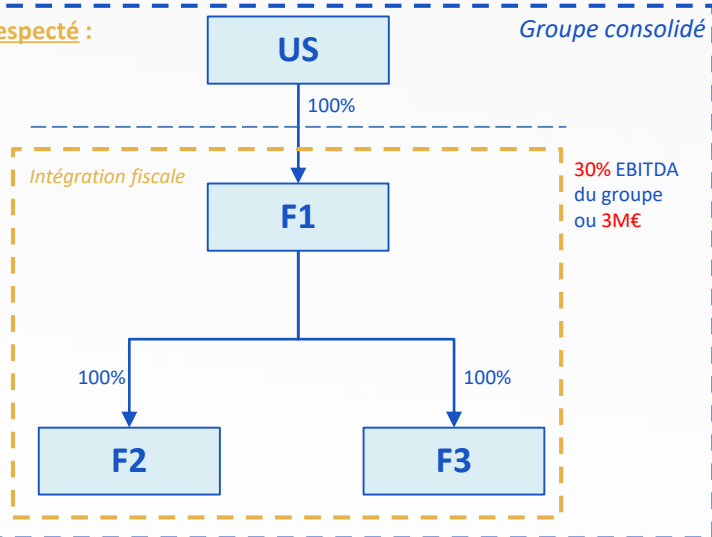 especté :
Groupe consolidé
US
100%
Intégration fiscale
30% EBITDA
du groupe
ou 3M€
F1
100%
100%
F2
F3